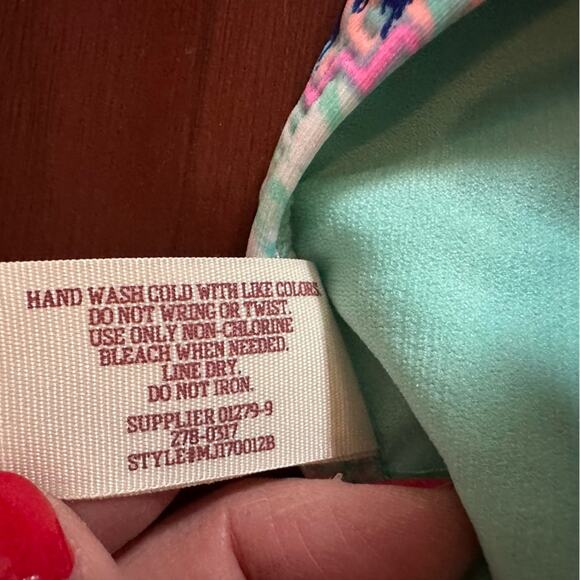 HAND WASH COLD WITH LIKE COLORS.
DO NOT WRING OR TWIST.
USE ONLY NON-CHLORINE
BLEACH WHEN NEEDED.
LINE DRY.
DO NOT IRON.
SUPPLIER 01279-9
278-0317
STYLE#MJ170012B